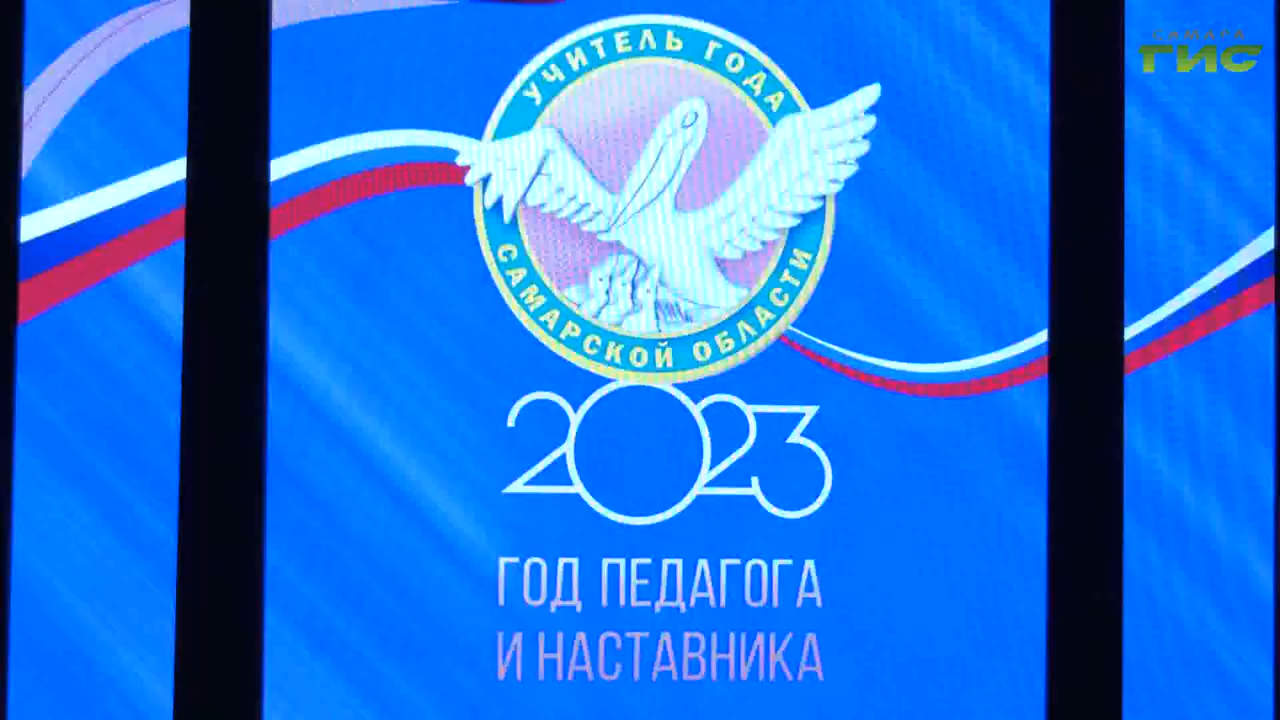 САМАРА
ГИС
УЧИТЕЛЬ ГОДА
САМАРСКОЙ ОБЛАСТИ
2023
ГОД ПЕДАГОГА
И НАСТАВНИКА